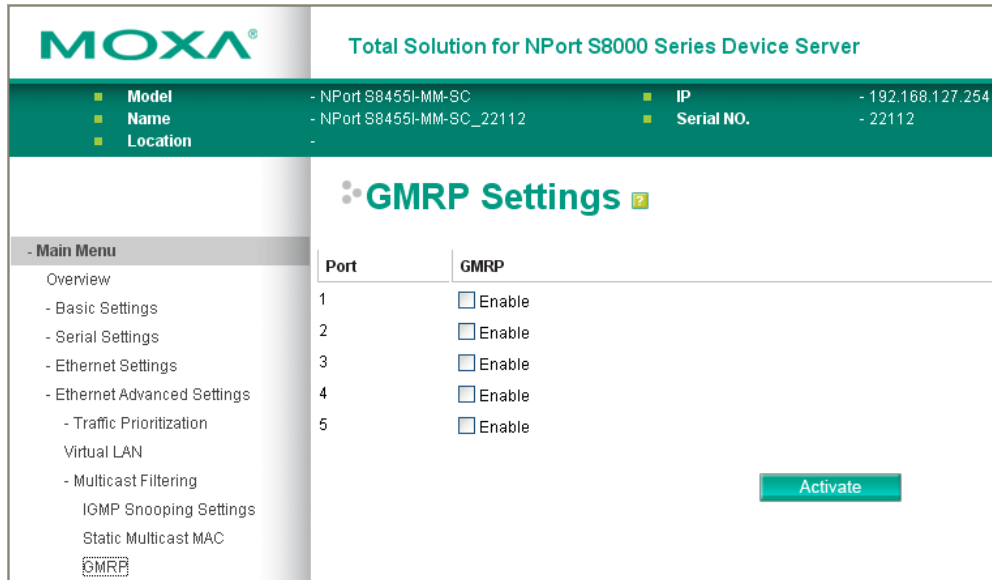 MOXA®
Total Solution for NPort S8000 Series Device Server
Model - NPort S8455I-MM-SC IP - 192.168.127.254
Name - NPort S8455I-MM-SC_22112 Serial NO. - 22112
Location -
GMRP Settings ?
- Main Menu
Overview
- Basic Settings
- Serial Settings
- Ethernet Settings
- Ethernet Advanced Settings
- Traffic Prioritization
Virtual LAN
- Multicast Filtering
IGMP Snooping Settings
Static Multicast MAC
GMRP
Port GMRP
1 Enable
2 Enable
3 Enable
4 Enable
5 Enable
Activate